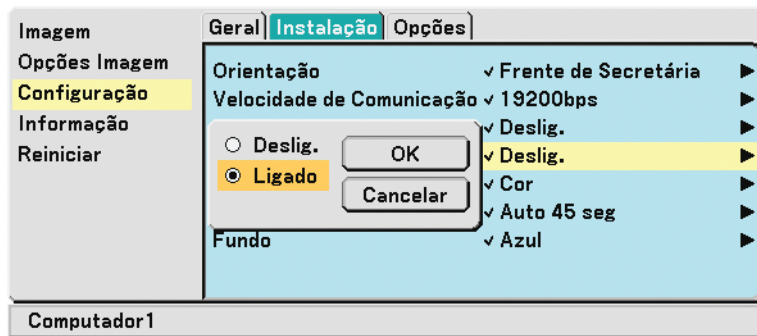 Imagem
Opções Imagem
Configuração
Informação
Reiniciar
Geral Instalação Opções
Orientação ✓ Frente de Secretária ▶
Velocidade de Comunicação ✓ 19200bps ▶
✓ Deslig. ▶
✓ Deslig. ▶
✓ Cor ▶
✓ Auto 45 seg ▶
Fundo ✓ Azul ▶
Deslig.
Ligado
OK
Cancelar
Computador1